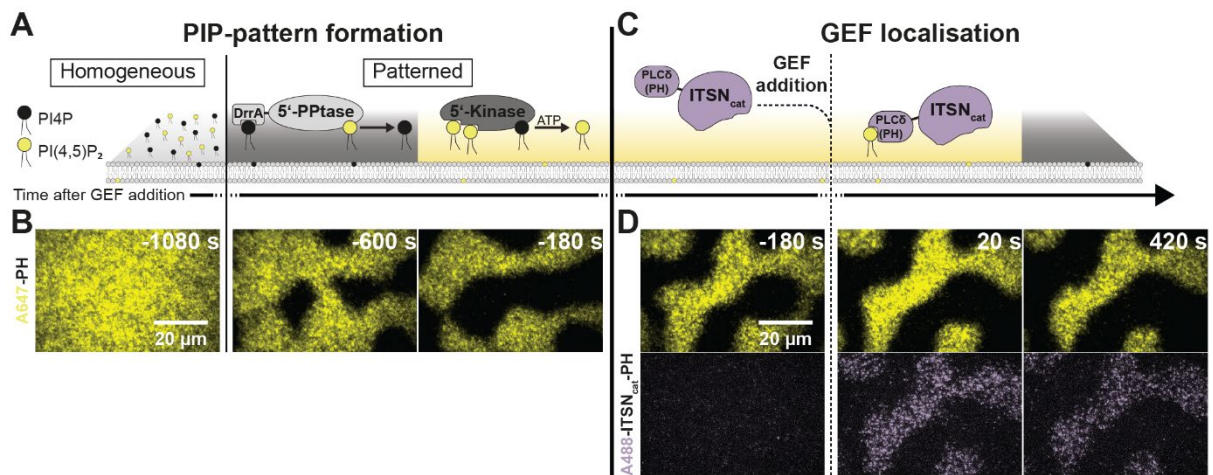 A
PIP-pattern formation
Homogeneous
Patterned
PI4P
PI(4,5)P₂
DrrA
5‘-PPtase
5‘-Kinase
ATP
Time after GEF addition
B
A647-PH
-1080 s
20 µm
-600 s
-180 s
C
GEF localisation
PLCδ
(PH)
ITSNcat
GEF
addition
PLCδ
(PH)
ITSNcat
D
-180 s
20 µm
20 s
420 s
A488-ITSNcat-PH